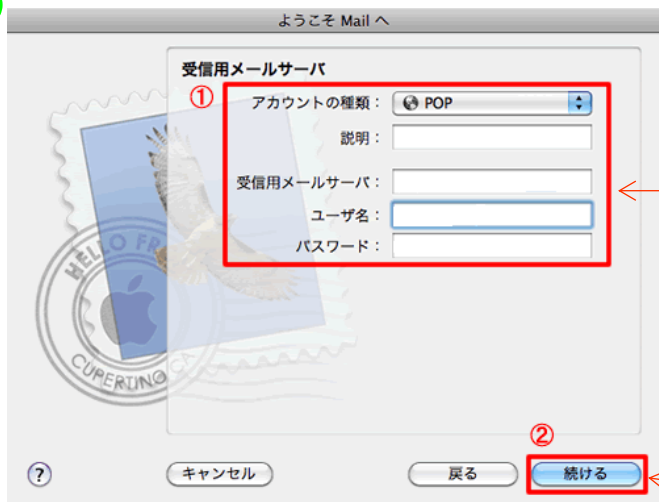 ようこそ Mail へ
受信用メールサーバ
①
アカウントの種類： POP
説明：
受信用メールサーバ：
ユーザ名：
パスワード：
HELLO FR
CUPERTINO CA
②
? キャンセル 戻る 続ける